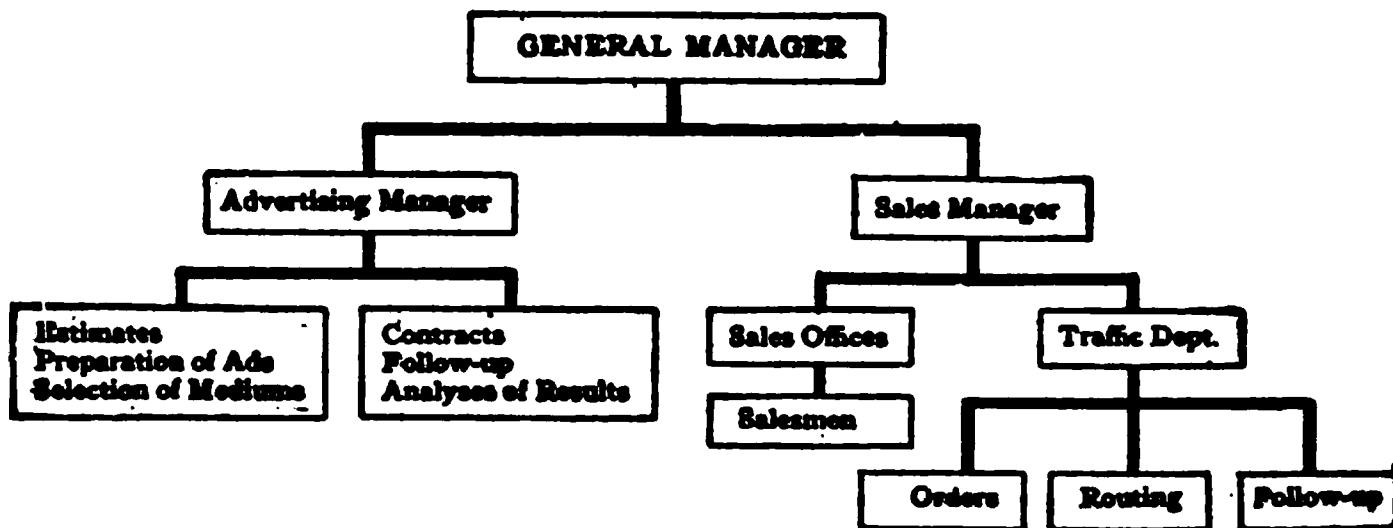 GENERAL MANAGER
Advertising Manager
Sales Manager
Estimates
Preparation of Ads
Selection of Mediums
Contracts
Follow-up
Analyses of Results
Sales Offices
Traffic Dept.
Salesmen
Orders
Routing
Follow-up